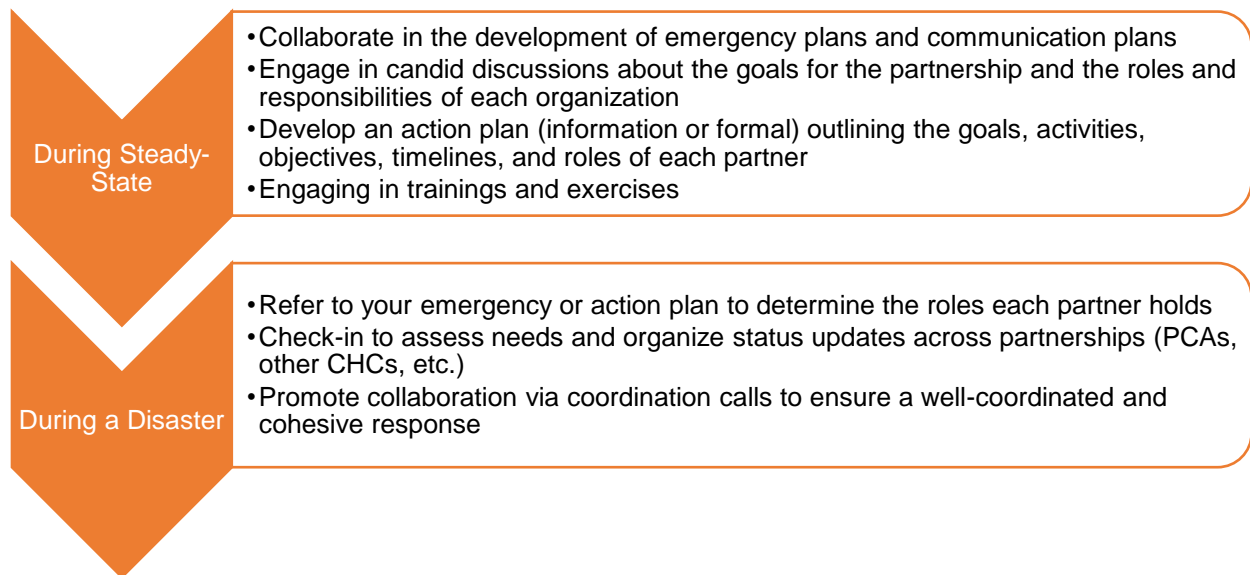 During Steady-
State
•Collaborate in the development of emergency plans and communication plans
•Engage in candid discussions about the goals for the partnership and the roles and
responsibilities of each organization
•Develop an action plan (information or formal) outlining the goals, activities,
objectives, timelines, and roles of each partner
•Engaging in trainings and exercises
During a Disaster
•Refer to your emergency or action plan to determine the roles each partner holds
•Check-in to assess needs and organize status updates across partnerships (PCAs,
other CHCs, etc.)
•Promote collaboration via coordination calls to ensure a well-coordinated and
cohesive response